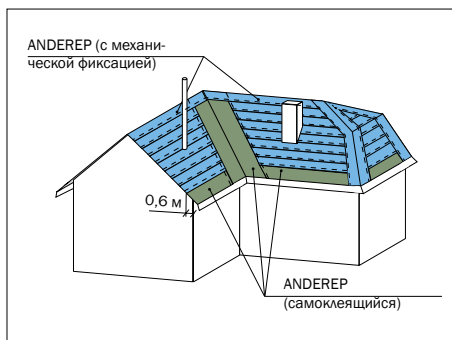 ANDEREP (с механи-
ческой фиксацией)
0,6 м
ANDEREP
(самоклеящийся)